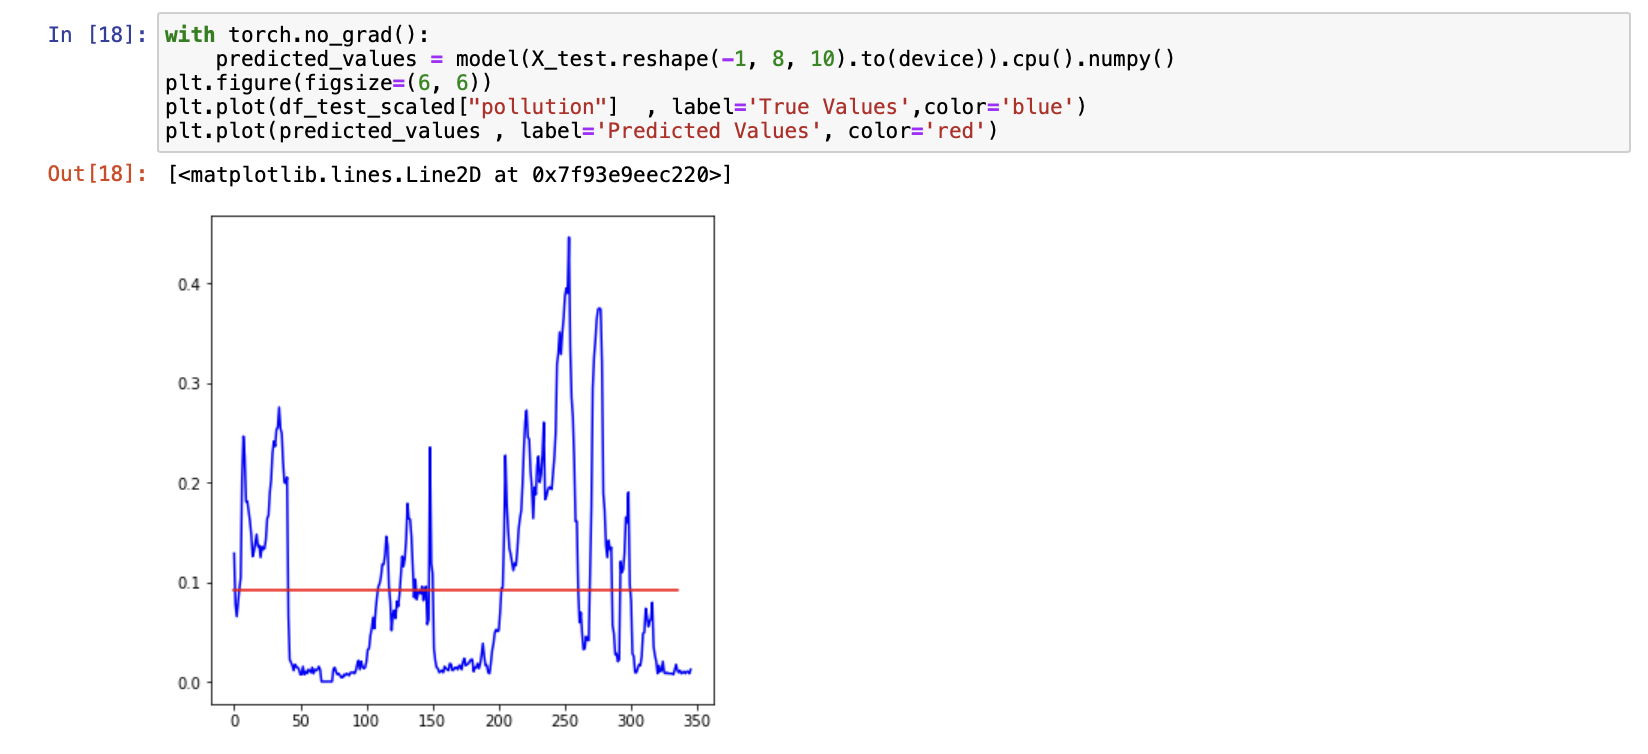 In [18]: with torch.no_grad():
    predicted_values = model(X_test.reshape(-1, 8, 10).to(device)).cpu().numpy()
plt.figure(figsize=(6, 6))
plt.plot(df_test_scaled["pollution"]  , label='True Values',color='blue')
plt.plot(predicted_values , label='Predicted Values', color='red')
Out[18]: [<matplotlib.lines.Line2D at 0x7f93e9eec220>]
0.4
0.3
0.2
0.1
0.0
0 50 100 150 200 250 300 350